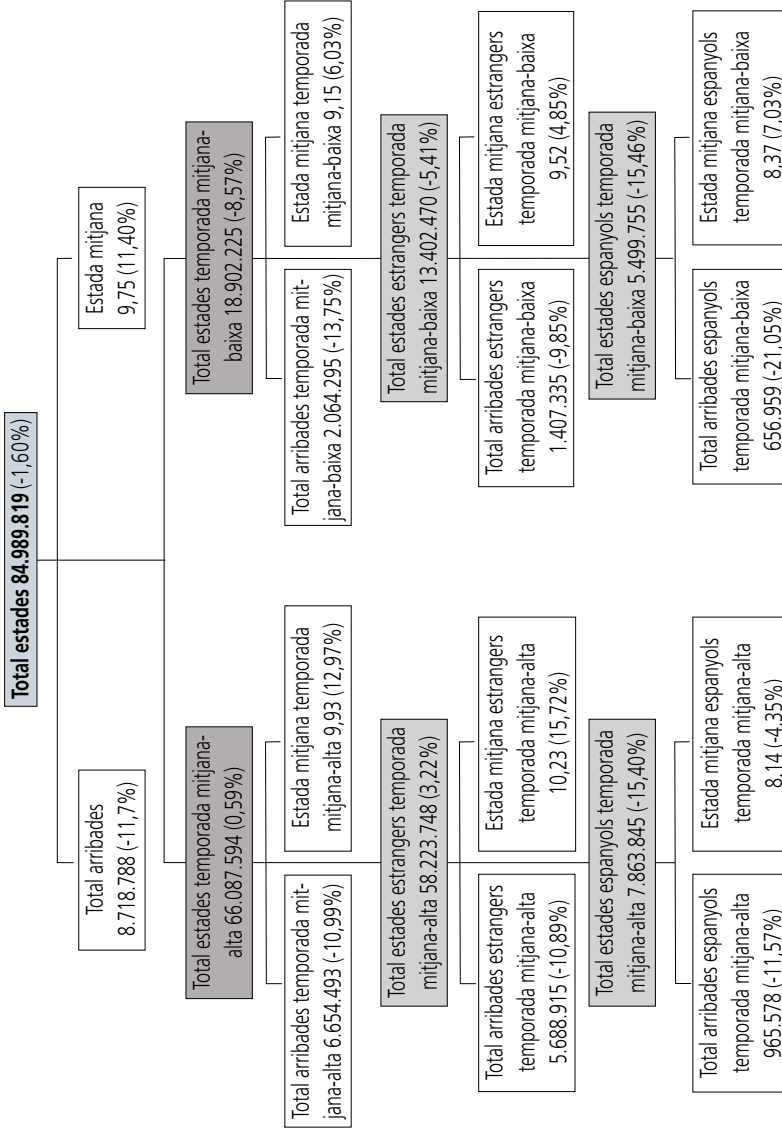 Total estades 84.989.819 (-1,60%)
Total arribades
8.718.788 (-11,7%)
Estada mitjana
9,75 (11,40%)
Total estades temporada mitjana-
alta 66.087.594 (0,59%)
Total estades temporada mitjana-
baixa 18.902.225 (-8,57%)
Total arribades temporada mit-
jana-alta 6.654.493 (-10,99%)
Estada mitjana temporada
mitjana-alta 9,93 (12,97%)
Total arribades temporada mit-
jana-baixa 2.064.295 (-13,75%)
Estada mitjana temporada
mitjana-baixa 9,15 (6,03%)
Total estades estrangers temporada
mitjana-alta 58.223.748 (3,22%)
Total estades estrangers temporada
mitjana-baixa 13.402.470 (-5,41%)
Total arribades estrangers
temporada mitjana-alta
5.688.915 (-10,89%)
Estada mitjana estrangers
temporada mitjana-alta
10,23 (15,72%)
Total arribades estrangers
temporada mitjana-baixa
1.407.335 (-9,85%)
Estada mitjana estrangers
temporada mitjana-baixa
9,52 (4,85%)
Total estades espanyols temporada
mitjana-alta 7.863.845 (-15,40%)
Total estades espanyols temporada
mitjana-baixa 5.499.755 (-15,46%)
Total arribades espanyols
temporada mitjana-alta
965.578 (-11,57%)
Estada mitjana espanyols
temporada mitjana-alta
8,14 (-4,35%)
Total arribades espanyols
temporada mitjana-baixa
656.959 (-21,05%)
Estada mitjana espanyols
temporada mitjana-baixa
8,37 (7,03%)